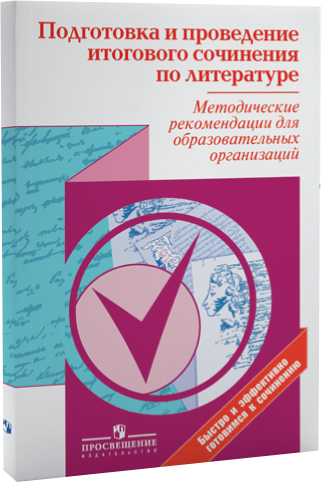 Подготовка и проведение
итогового сочинения
по литературе
Методические
рекомендации для
образовательных
организаций
Быстро и эффективно
готовимся к сочинению
ПРОСВЕЩЕНИЕ
ИЗДАТЕЛЬСТВО